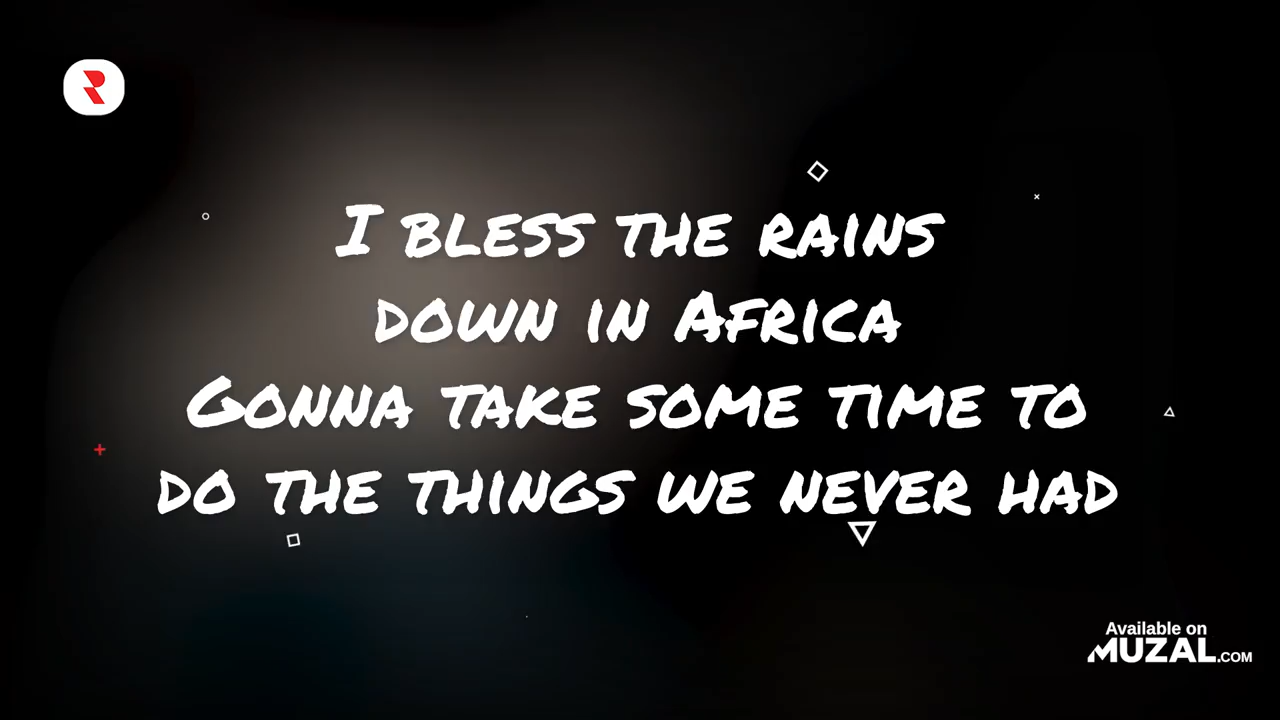 R
I bless the rains
down in Africa
Gonna take some time to
do the things we never had
Available on
MUZAL.COM